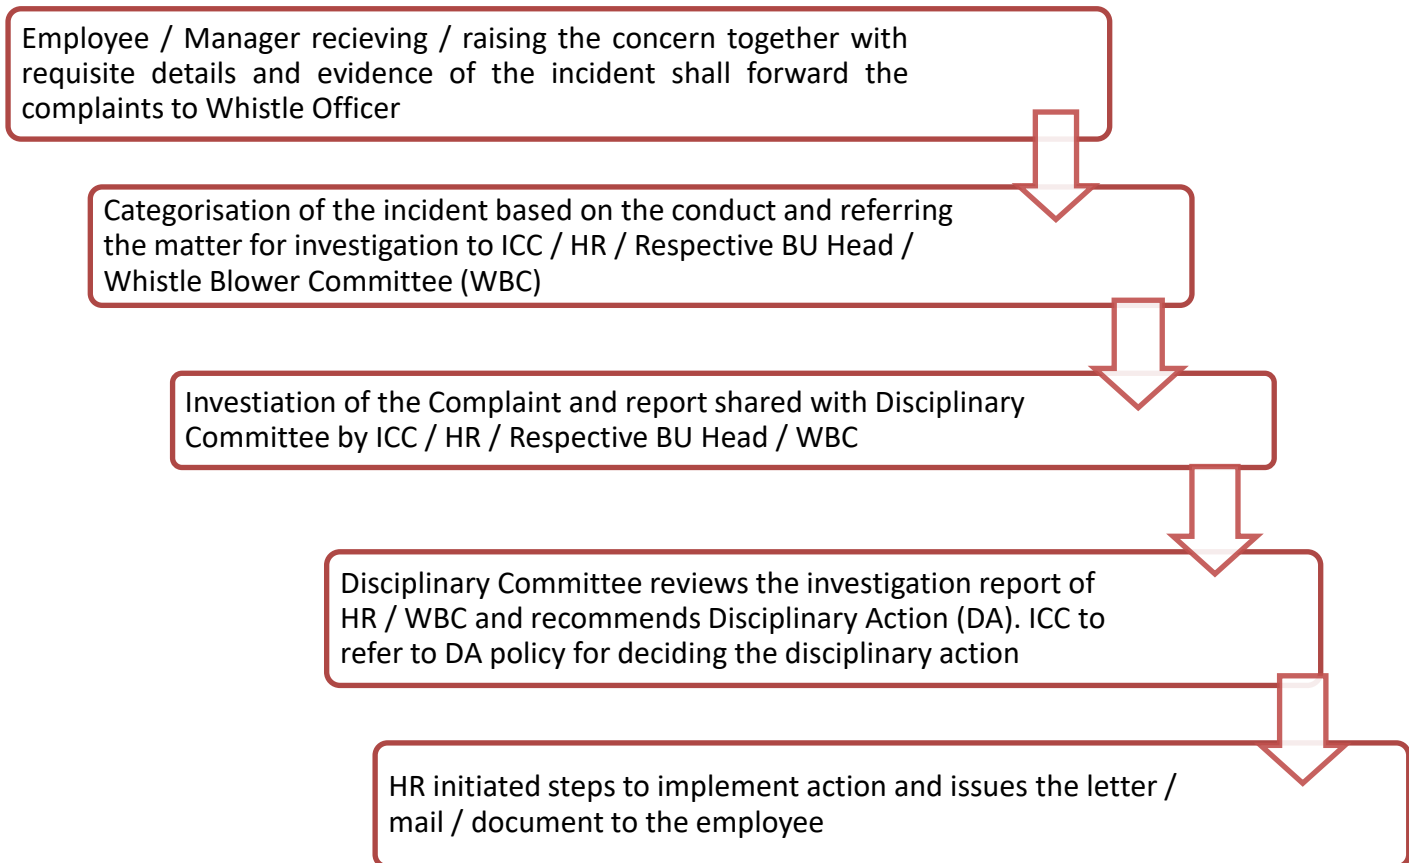 Employee / Manager recieving / raising the concern together with
requisite details and evidence of the incident shall forward the
complaints to Whistle Officer
Categorisation of the incident based on the conduct and referring
the matter for investigation to ICC / HR / Respective BU Head /
Whistle Blower Committee (WBC)
Investiation of the Complaint and report shared with Disciplinary
Committee by ICC / HR / Respective BU Head / WBC
Disciplinary Committee reviews the investigation report of
HR / WBC and recommends Disciplinary Action (DA). ICC to
refer to DA policy for deciding the disciplinary action
HR initiated steps to implement action and issues the letter /
mail / document to the employee